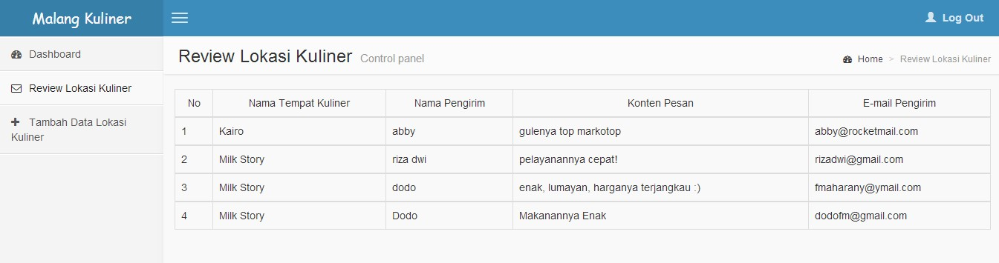 Malang Kuliner
Log Out
Dashboard
Review Lokasi Kuliner
Tambah Data Lokasi
Kuliner
Review Lokasi Kuliner Control panel
Home > Review Lokasi Kuliner
No Nama Tempat Kuliner Nama Pengirim Konten Pesan E-mail Pengirim
1 Kairo abby gulenya top markotop abby@rocketmail.com
2 Milk Story riza dwi pelayanannya cepat! rizadwi@gmail.com
3 Milk Story dodo enak, lumayan, harganya terjangkau :) fmaharany@ymail.com
4 Milk Story Dodo Makanannya Enak dodofm@gmail.com